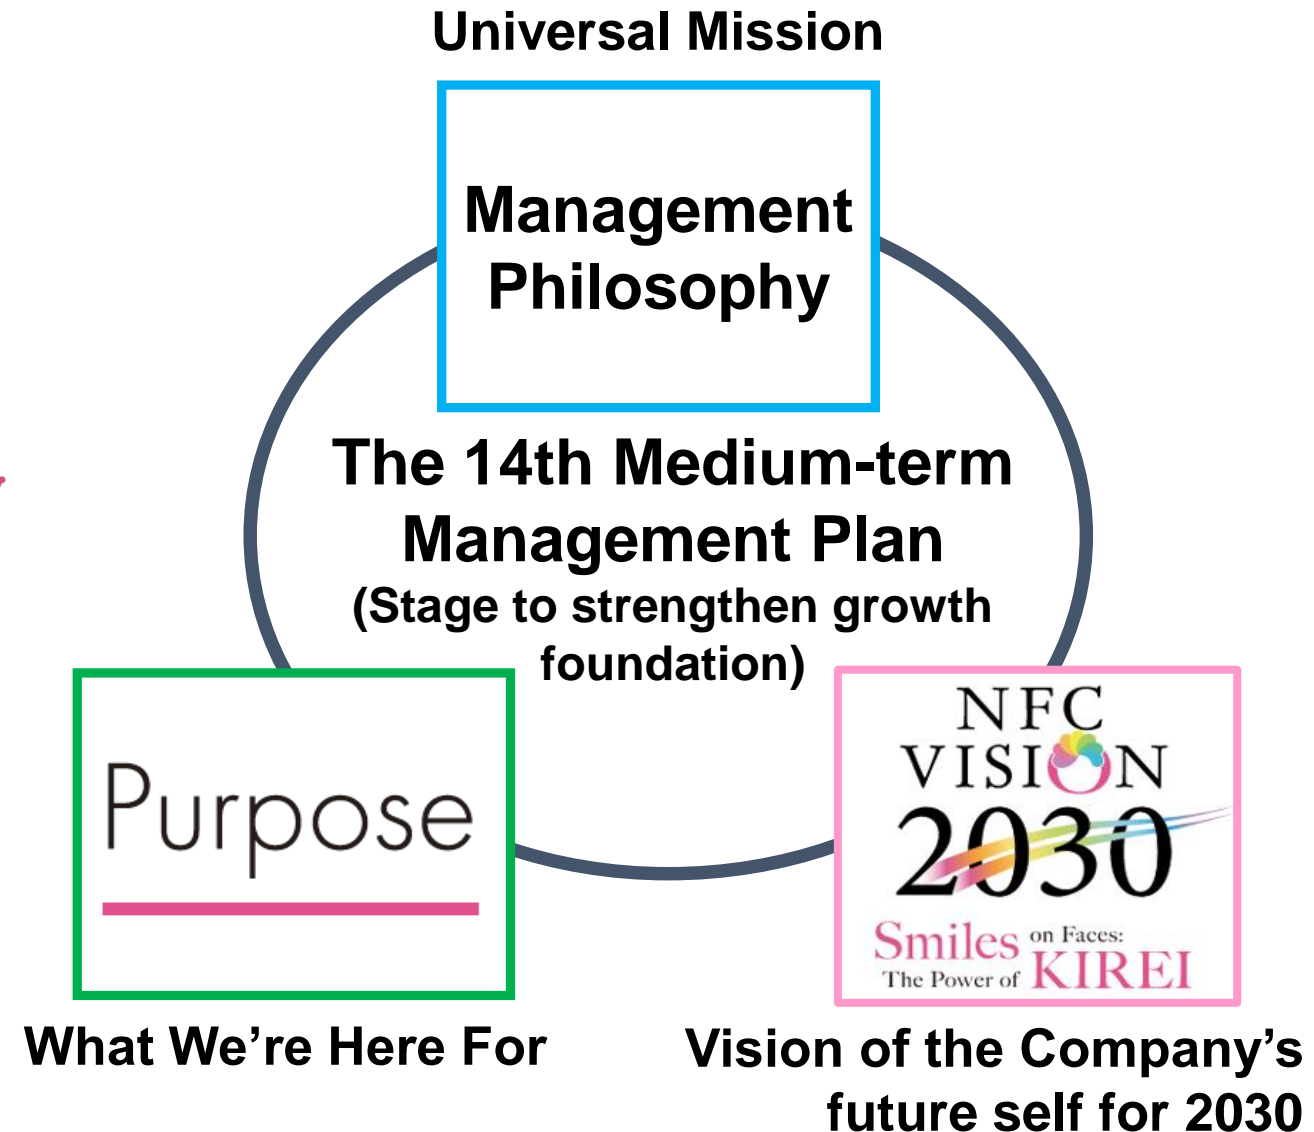 Universal Mission
Management
Philosophy
The 14th Medium-term
Management Plan
(Stage to strengthen growth
foundation)
Purpose
What We’re Here For
NFC
VISION
2030
Smiles on Faces:
The Power of KIREI
Vision of the Company’s
future self for 2030